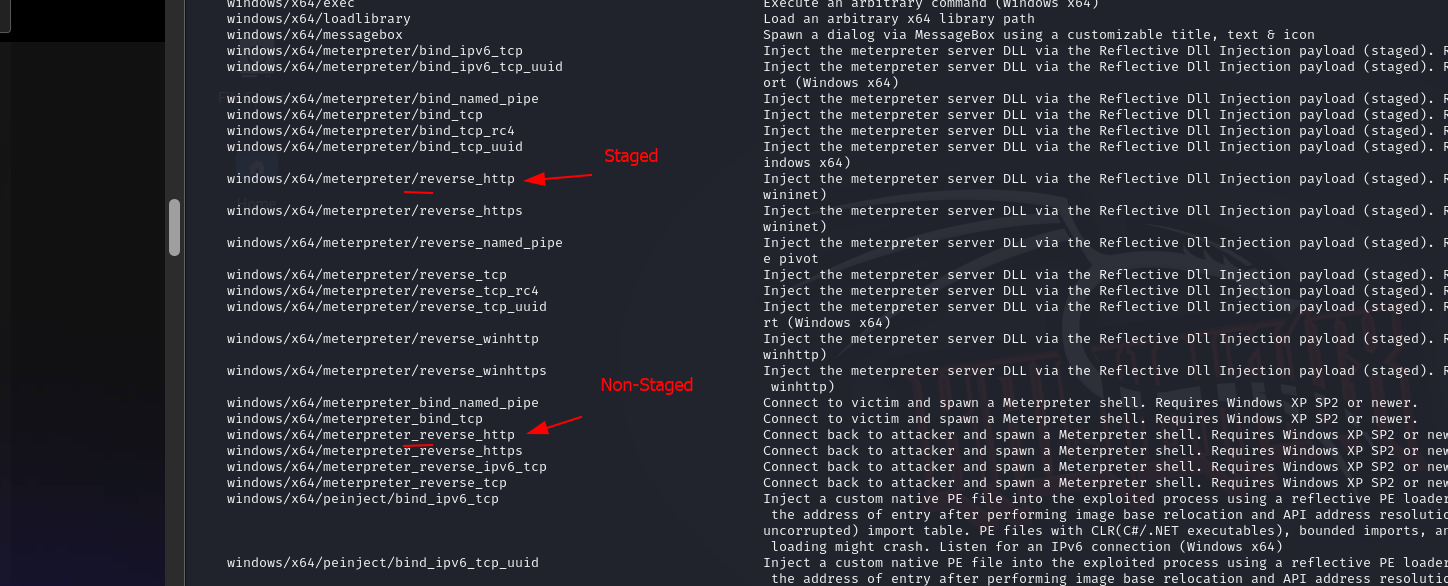 windows/x64/exec Execute an arbitrary command (Windows x64)
windows/x64/loadlibrary Load an arbitrary x64 library path
windows/x64/messagebox Spawn a dialog via MessageBox using a customizable title, text & icon
windows/x64/meterpreter/bind_ipv6_tcp Inject the meterpreter server DLL via the Reflective Dll Injection payload (staged). R
windows/x64/meterpreter/bind_ipv6_tcp_uuid Inject the meterpreter server DLL via the Reflective Dll Injection payload (staged). R
ort (Windows x64)
windows/x64/meterpreter/bind_named_pipe Inject the meterpreter server DLL via the Reflective Dll Injection payload (staged). R
windows/x64/meterpreter/bind_tcp Inject the meterpreter server DLL via the Reflective Dll Injection payload (staged). R
windows/x64/meterpreter/bind_tcp_rc4 Inject the meterpreter server DLL via the Reflective Dll Injection payload (staged). R
windows/x64/meterpreter/bind_tcp_uuid Inject the meterpreter server DLL via the Reflective Dll Injection payload (staged). R
Staged
indows x64)
windows/x64/meterpreter/reverse_http Inject the meterpreter server DLL via the Reflective Dll Injection payload (staged). R
wininet)
windows/x64/meterpreter/reverse_https Inject the meterpreter server DLL via the Reflective Dll Injection payload (staged). R
wininet)
windows/x64/meterpreter/reverse_named_pipe Inject the meterpreter server DLL via the Reflective Dll Injection payload (staged). R
e pivot
windows/x64/meterpreter/reverse_tcp Inject the meterpreter server DLL via the Reflective Dll Injection payload (staged). R
windows/x64/meterpreter/reverse_tcp_rc4 Inject the meterpreter server DLL via the Reflective Dll Injection payload (staged). R
windows/x64/meterpreter/reverse_tcp_uuid Inject the meterpreter server DLL via the Reflective Dll Injection payload (staged). R
rt (Windows x64)
windows/x64/meterpreter/reverse_winhttp Inject the meterpreter server DLL via the Reflective Dll Injection payload (staged). R
winhttp)
windows/x64/meterpreter/reverse_winhttps Inject the meterpreter server DLL via the Reflective Dll Injection payload (staged). R
Non-Staged
winhttp)
windows/x64/meterpreter_bind_named_pipe Connect to victim and spawn a Meterpreter shell. Requires Windows XP SP2 or newer.
windows/x64/meterpreter_bind_tcp Connect to victim and spawn a Meterpreter shell. Requires Windows XP SP2 or newer.
windows/x64/meterpreter_reverse_http Connect back to attacker and spawn a Meterpreter shell. Requires Windows XP SP2 or new
windows/x64/meterpreter_reverse_https Connect back to attacker and spawn a Meterpreter shell. Requires Windows XP SP2 or new
windows/x64/meterpreter_reverse_ipv6_tcp Connect back to attacker and spawn a Meterpreter shell. Requires Windows XP SP2 or new
windows/x64/meterpreter_reverse_tcp Connect back to attacker and spawn a Meterpreter shell. Requires Windows XP SP2 or new
windows/x64/peinject/bind_ipv6_tcp Inject a custom native PE file into the exploited process using a reflective PE loader
the address of entry after performing image base relocation and API address resolutio
uncorrupted) import table. PE files with CLR(C#/.NET executables), bounded imports, an
loading might crash. Listen for an IPv6 connection (Windows x64)
windows/x64/peinject/bind_ipv6_tcp_uuid Inject a custom native PE file into the exploited process using a reflective PE loader
the address of entry after performing image base relocation and API address resolutio